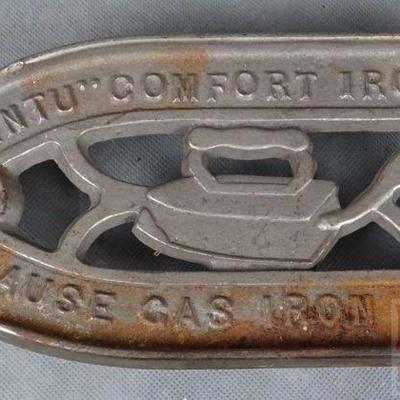 NTU" COMFORT IRO
AUSE GAS IRON